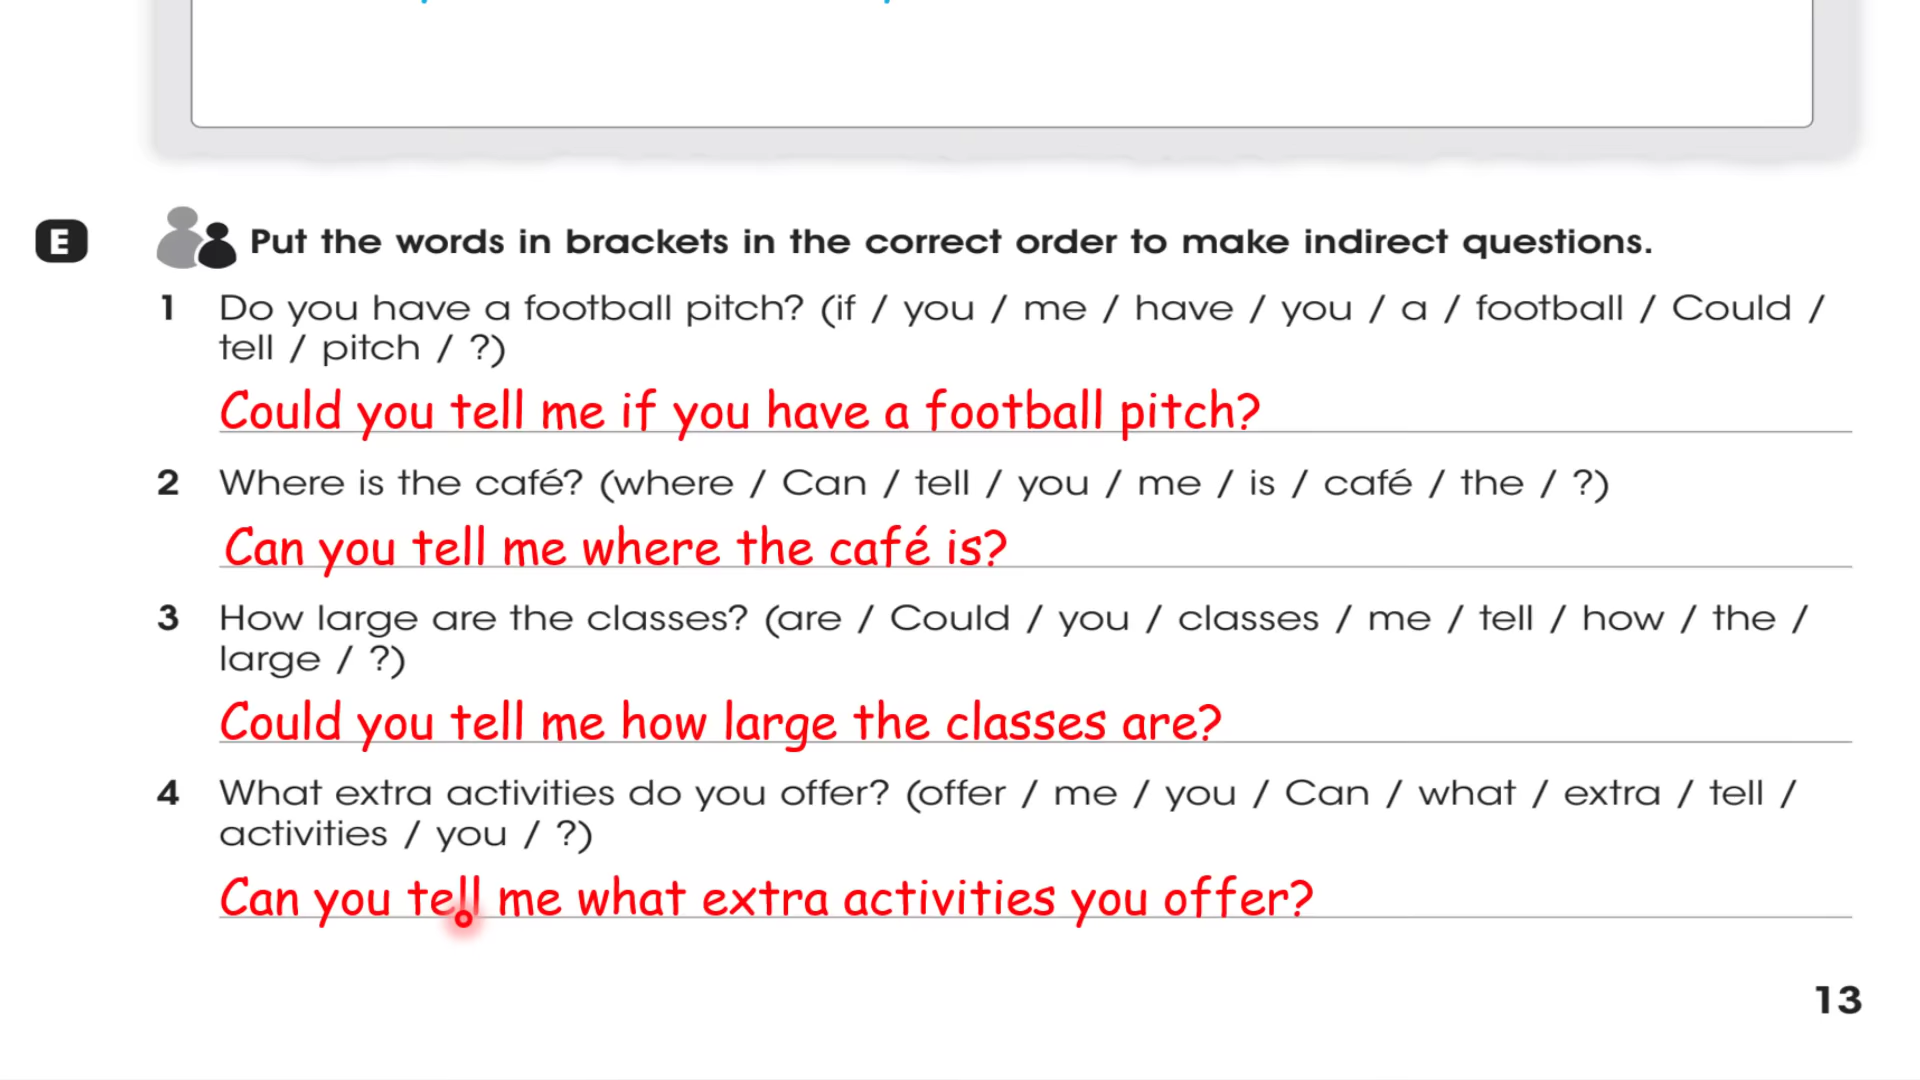 E Put the words in brackets in the correct order to make indirect questions.
1 Do you have a football pitch? (if / you / me / have / you / a / football / Could /
tell / pitch / ?)
Could you tell me if you have a football pitch?
2 Where is the café? (where / Can / tell / you / me / is / café / the / ?)
Can you tell me where the café is?
3 How large are the classes? (are / Could / you / classes / me / tell / how / the /
large / ?)
Could you tell me how large the classes are?
4 What extra activities do you offer? (offer / me / you / Can / what / extra / tell /
activities / you / ?)
Can you tell me what extra activities you offer?
13